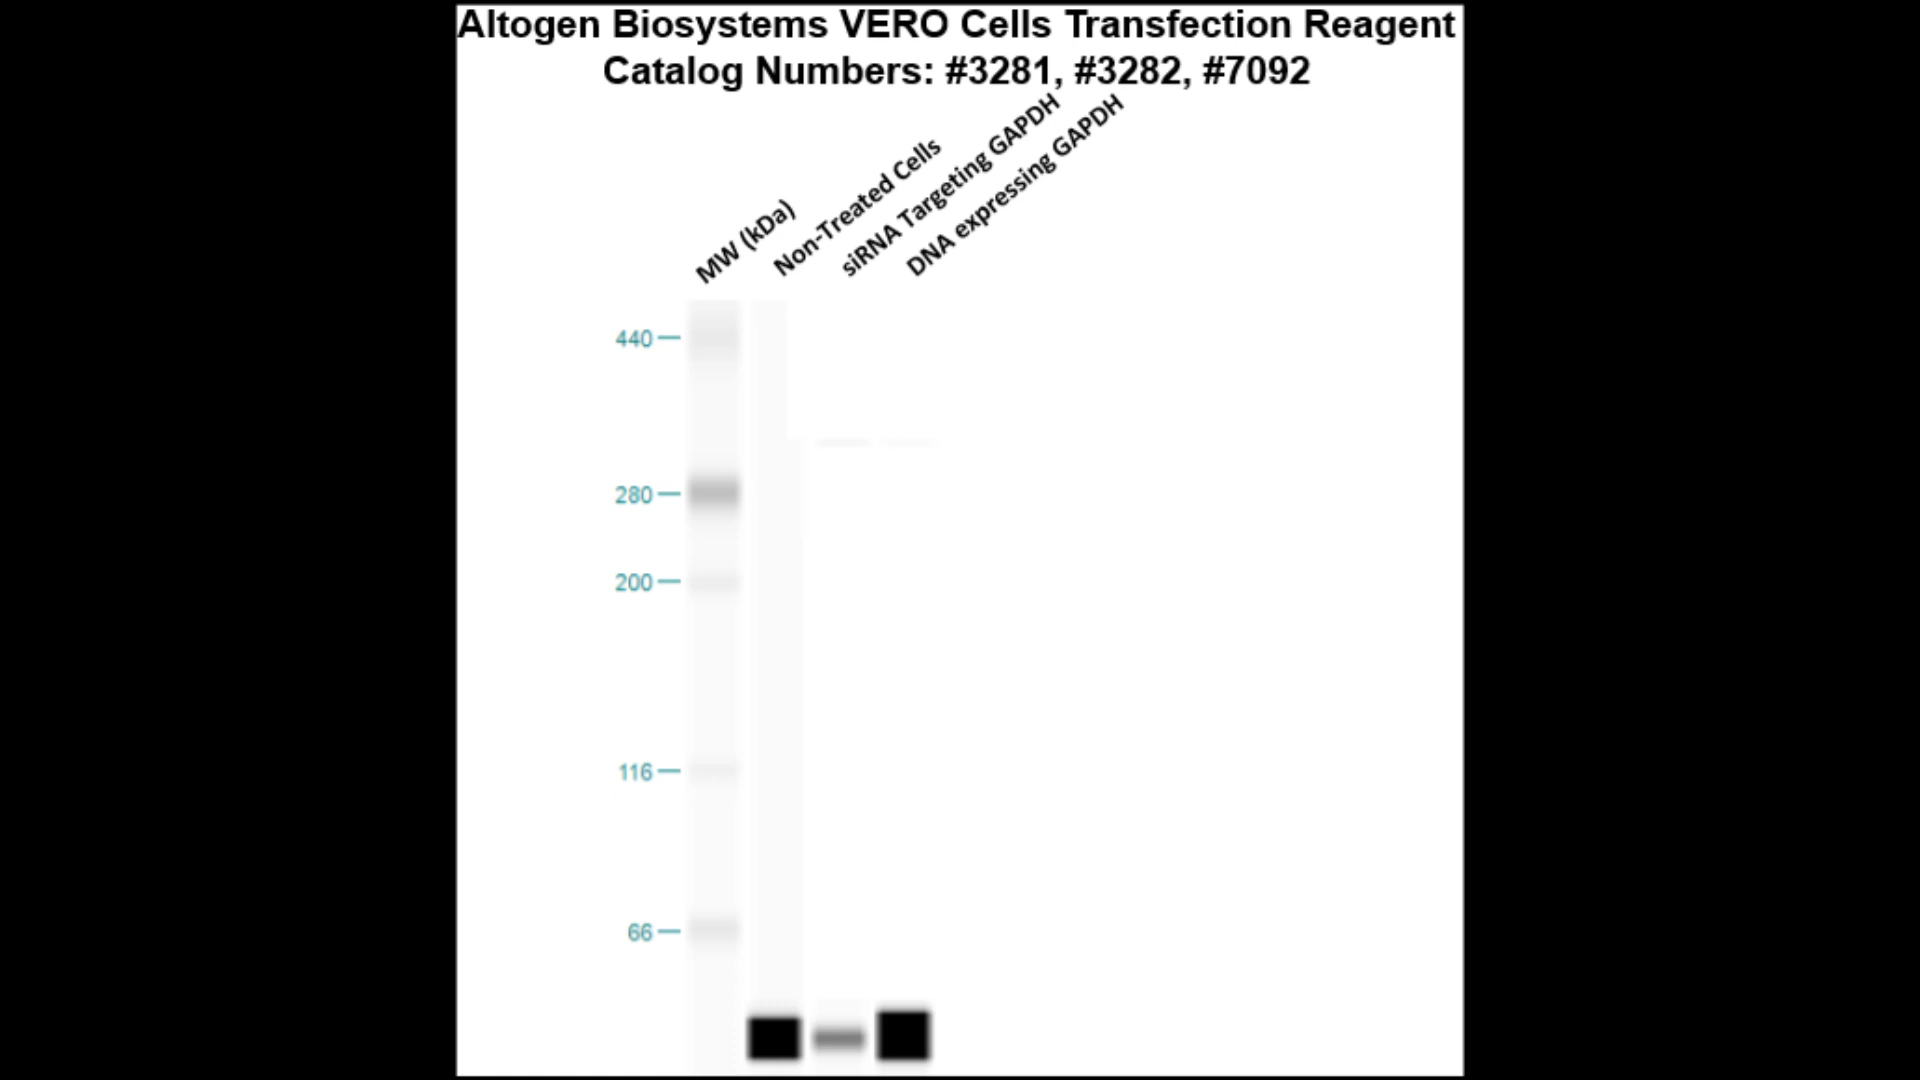 Altogen Biosystems VERO Cells Transfection Reagent
Catalog Numbers: #3281, #3282, #7092
MW (kDa)
Non-Treated Cells
siRNA Targeting GAPDH
DNA expressing GAPDH
440
280
200
116
66